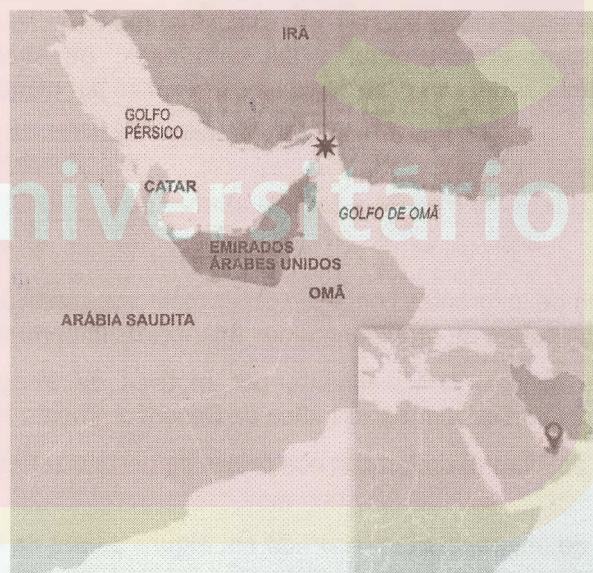 IRÃ
GOLFO
PÉRSICO
CATAR
niversitário
GOLFO DE OMÃ
EMIRADOS
ÁRABES UNIDOS
OMÃ
ARÁBIA SAUDITA